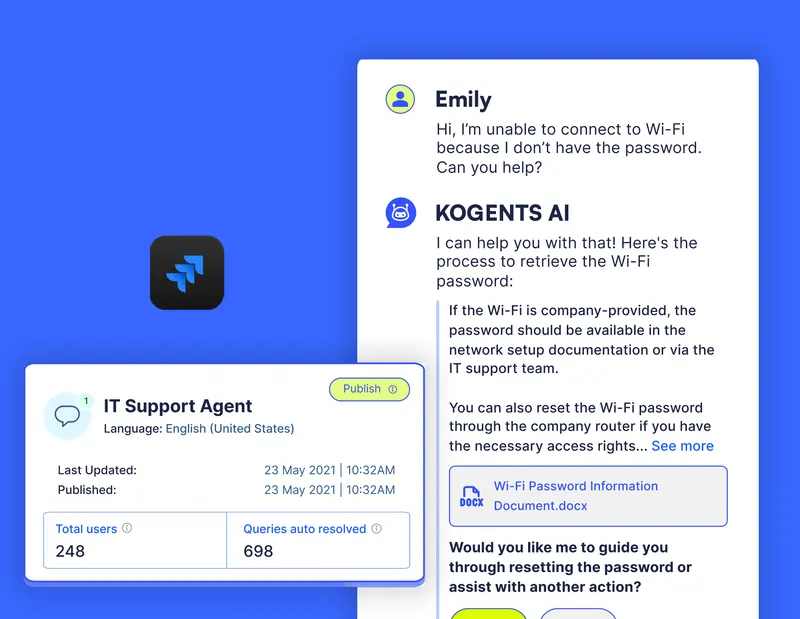 Emily
Hi, I’m unable to connect to Wi-Fi
because I don’t have the password.
Can you help?
KOGENTS AI
I can help you with that! Here's the
process to retrieve the Wi-Fi
password:
If the Wi-Fi is company-provided, the
password should be available in the
network setup documentation or via the
IT support team.
You can also reset the Wi-Fi password
through the company router if you have
the necessary access rights... See more
DOCX
Wi-Fi Password Information
Document.docx
Would you like me to guide you
through resetting the password or
assist with another action?
Publish
1
IT Support Agent
Language: English (United States)
Last Updated: 23 May 2021 | 10:32AM
Published: 23 May 2021 | 10:32AM
Total users
248
Queries auto resolved
698